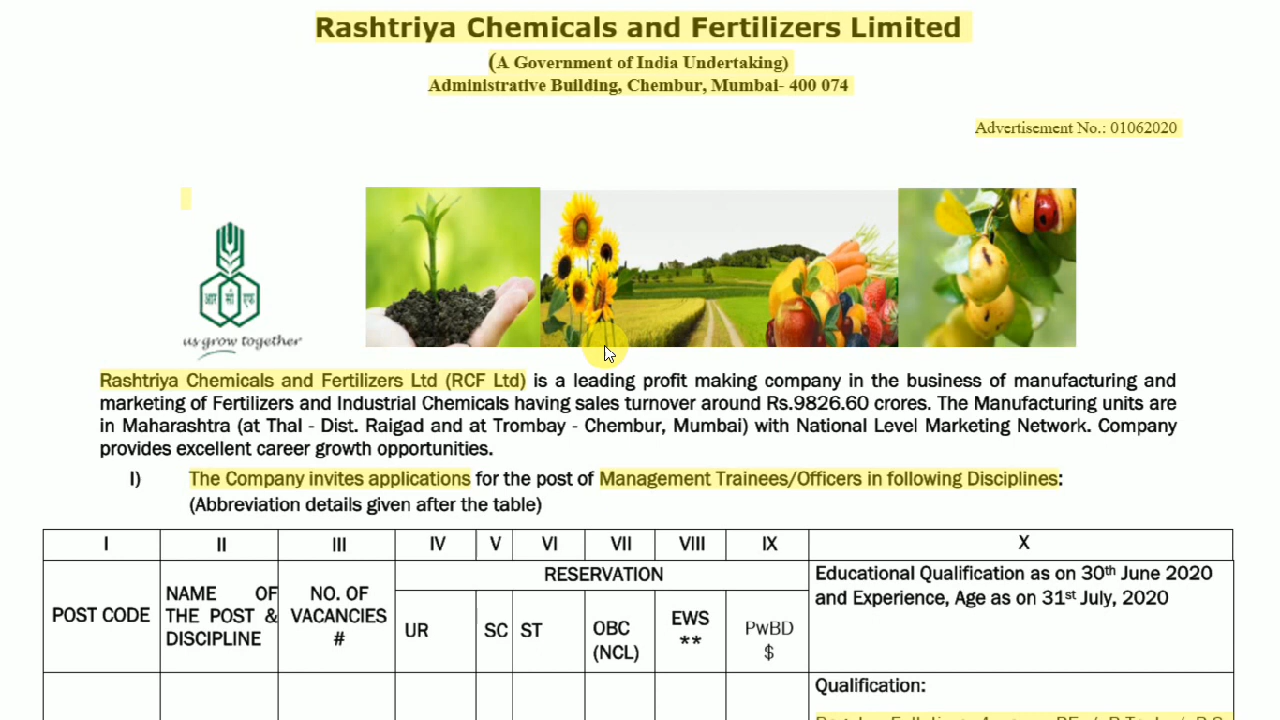 Rashtriya Chemicals and Fertilizers Limited
(A Government of India Undertaking)
Administrative Building, Chembur, Mumbai- 400 074
Advertisement No.: 01062020
आर सी एफ
us grow together
Rashtriya Chemicals and Fertilizers Ltd (RCF Ltd) is a leading profit making company in the business of manufacturing and
marketing of Fertilizers and Industrial Chemicals having sales turnover around Rs.9826.60 crores. The Manufacturing units are
in Maharashtra (at Thal - Dist. Raigad and at Trombay - Chembur, Mumbai) with National Level Marketing Network. Company
provides excellent career growth opportunities.
I) The Company invites applications for the post of Management Trainees/Officers in following Disciplines:
(Abbreviation details given after the table)
I II III IV V VI VII VIII IX X
POST CODE
NAME OF
THE POST &
DISCIPLINE
NO. OF
VACANCIES
#
RESERVATION
UR SC ST
OBC
(NCL)
EWS
**
PwBD
$
Educational Qualification as on 30th June 2020
and Experience, Age as on 31st July, 2020
Qualification: